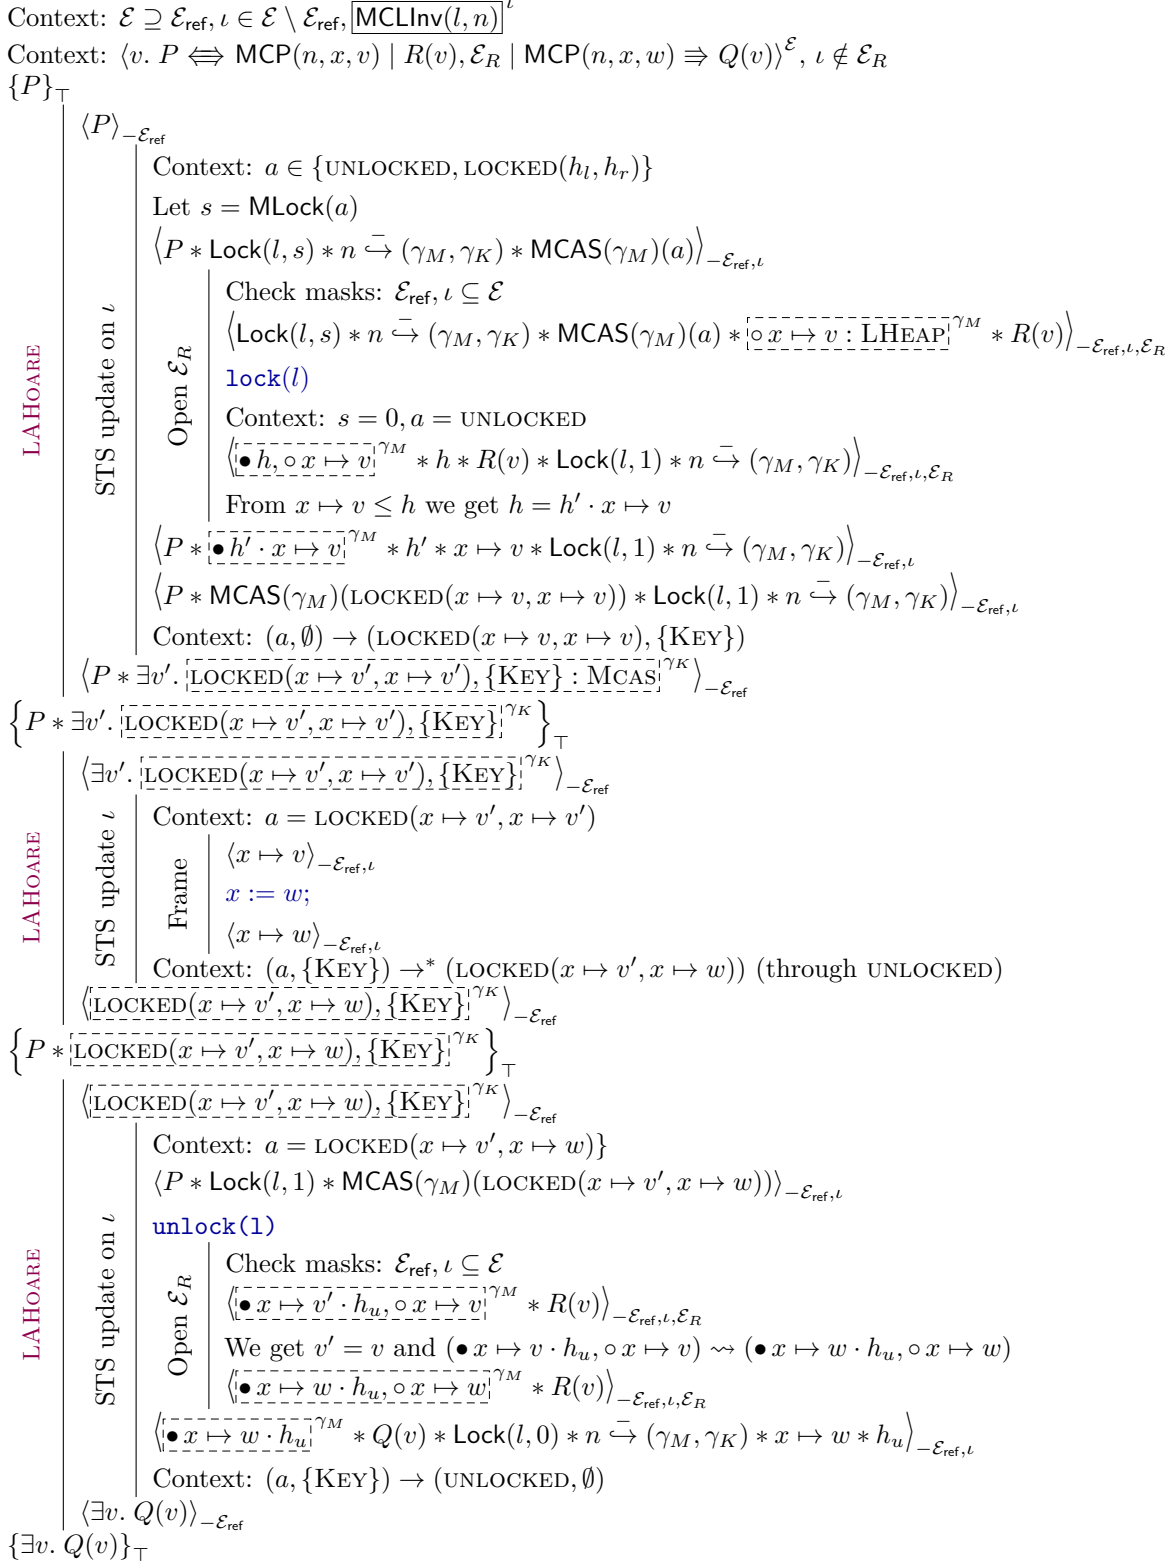 Context: ℰ ⊇ ℰ_ref, ι ∈ ℰ \ ℰ_ref, MCLInv(l, n)^ι
Context: ⟨v. P ⟺ MCP(n, x, v) | R(v), ℰ_R | MCP(n, x, w) ⇛ Q(v)⟩^ℰ, ι ∉ ℰ_R
{P}_⊤
LAHOARE
⟨P⟩_{−ℰ_ref}
STS update on ι
Context: a ∈ {UNLOCKED, LOCKED(h_l, h_r)}
Let s = MLock(a)
⟨P ∗ Lock(l, s) ∗ n ↪^− (γ_M, γ_K) ∗ MCAS(γ_M)(a)⟩_{−ℰ_ref,ι}
Open ℰ_R
Check masks: ℰ_ref, ι ⊆ ℰ
⟨Lock(l, s) ∗ n ↪^− (γ_M, γ_K) ∗ MCAS(γ_M)(a) ∗ ∘ x ↦ v : LHEAP^{γ_M} ∗ R(v)⟩_{−ℰ_ref,ι,ℰ_R}
lock(l)
Context: s = 0, a = UNLOCKED
⟨• h, ∘ x ↦ v^{γ_M} ∗ h ∗ R(v) ∗ Lock(l, 1) ∗ n ↪^− (γ_M, γ_K)⟩_{−ℰ_ref,ι,ℰ_R}
From x ↦ v ≤ h we get h = h′ · x ↦ v
⟨P ∗ • h′ · x ↦ v^{γ_M} ∗ h′ ∗ x ↦ v ∗ Lock(l, 1) ∗ n ↪^− (γ_M, γ_K)⟩_{−ℰ_ref,ι}
⟨P ∗ MCAS(γ_M)(LOCKED(x ↦ v, x ↦ v)) ∗ Lock(l, 1) ∗ n ↪^− (γ_M, γ_K)⟩_{−ℰ_ref,ι}
Context: (a, ∅) → (LOCKED(x ↦ v, x ↦ v), {KEY})
⟨P ∗ ∃v′. LOCKED(x ↦ v′, x ↦ v′), {KEY} : MCAS^{γ_K}⟩_{−ℰ_ref}
{P ∗ ∃v′. LOCKED(x ↦ v′, x ↦ v′), {KEY}^{γ_K}}_⊤
LAHOARE
⟨∃v′. LOCKED(x ↦ v′, x ↦ v′), {KEY}^{γ_K}⟩_{−ℰ_ref}
STS update ι
Context: a = LOCKED(x ↦ v′, x ↦ v′)
Frame
⟨x ↦ v⟩_{−ℰ_ref,ι}
x := w;
⟨x ↦ w⟩_{−ℰ_ref,ι}
Context: (a, {KEY}) →* (LOCKED(x ↦ v′, x ↦ w)) (through UNLOCKED)
⟨LOCKED(x ↦ v′, x ↦ w), {KEY}^{γ_K}⟩_{−ℰ_ref}
{P ∗ LOCKED(x ↦ v′, x ↦ w), {KEY}^{γ_K}}_⊤
LAHOARE
⟨LOCKED(x ↦ v′, x ↦ w), {KEY}^{γ_K}⟩_{−ℰ_ref}
STS update on ι
Context: a = LOCKED(x ↦ v′, x ↦ w)}
⟨P ∗ Lock(l, 1) ∗ MCAS(γ_M)(LOCKED(x ↦ v′, x ↦ w))⟩_{−ℰ_ref,ι}
unlock(l)
Open ℰ_R
Check masks: ℰ_ref, ι ⊆ ℰ
⟨• x ↦ v′ · h_u, ∘ x ↦ v^{γ_M} ∗ R(v)⟩_{−ℰ_ref,ι,ℰ_R}
We get v′ = v and (• x ↦ v · h_u, ∘ x ↦ v) ⇝ (• x ↦ w · h_u, ∘ x ↦ w)
⟨• x ↦ w · h_u, ∘ x ↦ w^{γ_M} ∗ R(v)⟩_{−ℰ_ref,ι,ℰ_R}
⟨• x ↦ w · h_u^{γ_M} ∗ Q(v) ∗ Lock(l, 0) ∗ n ↪^− (γ_M, γ_K) ∗ x ↦ w ∗ h_u⟩_{−ℰ_ref,ι}
Context: (a, {KEY}) → (UNLOCKED, ∅)
⟨∃v. Q(v)⟩_{−ℰ_ref}
{∃v. Q(v)}_⊤